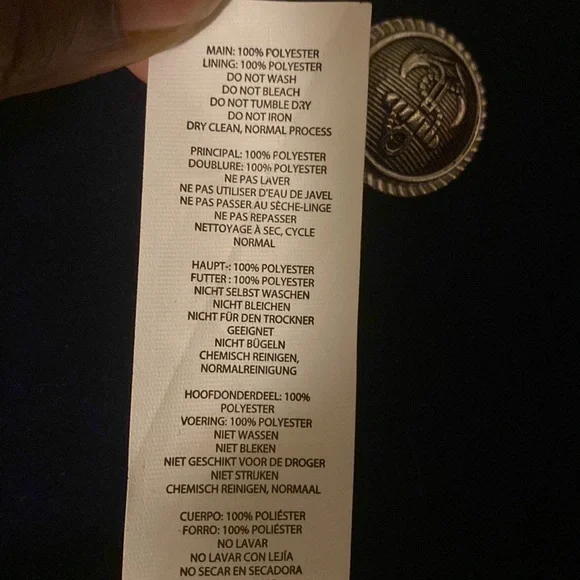 MAIN: 100% POLYESTER
LINING: 100% POLYESTER
DO NOT WASH
DO NOT BLEACH
DO NOT TUMBLE DRY
DO NOT IRON
DRY CLEAN, NORMAL PROCESS
PRINCIPAL: 100% POLYESTER
DOUBLURE: 100% POLYESTER
NE PAS LAVER
NE PAS UTILISER D'EAU DE JAVEL
NE PAS PASSER AU SÈCHE-LINGE
NE PAS REPASSER
NETTOYAGE À SEC, CYCLE
NORMAL
HAUPT-: 100% POLYESTER
FUTTER : 100% POLYESTER
NICHT SELBST WASCHEN
NICHT BLEICHEN
NICHT FÜR DEN TROCKNER
GEEIGNET
NICHT BÜGELN
CHEMISCH REINIGEN,
NORMALREINIGUNG
HOOFDONDERDEEL: 100%
POLYESTER
VOERING: 100% POLYESTER
NIET WASSEN
NIET BLEKEN
NIET GESCHIKT VOOR DE DROGER
NIET STRIJKEN
CHEMISCH REINIGEN, NORMAAL
CUERPO: 100% POLIÉSTER
FORRO: 100% POLIÉSTER
NO LAVAR
NO LAVAR CON LEJÍA
NO SECAR EN SECADORA